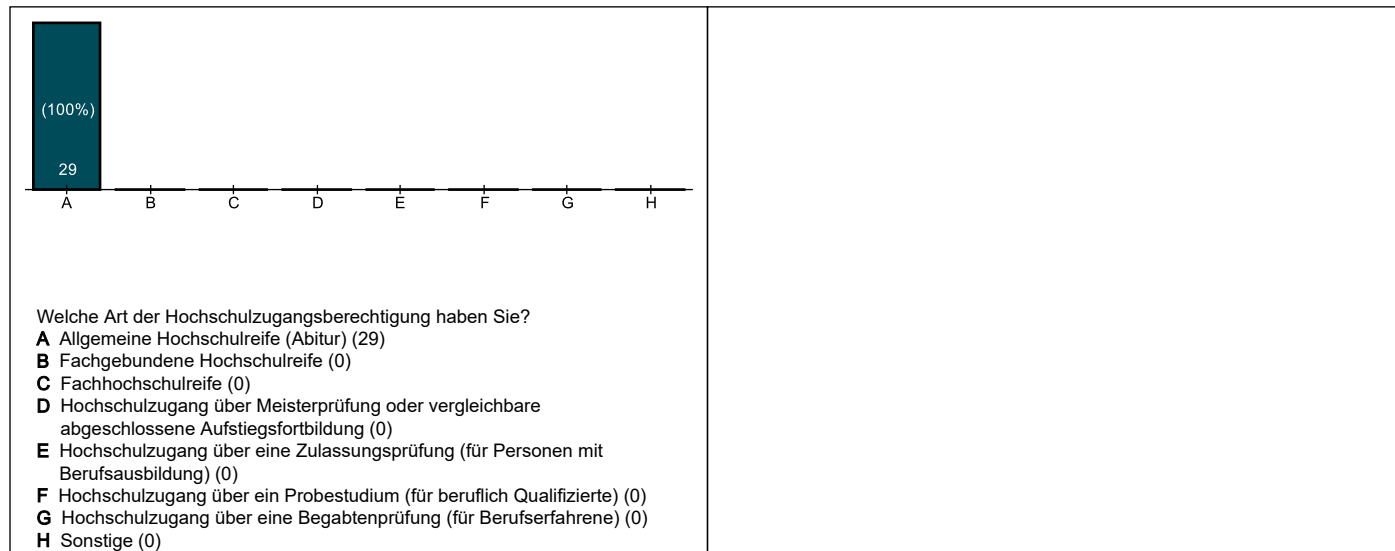 (100%)
29
A B C D E F G H
Welche Art der Hochschulzugangsberechtigung haben Sie?
A Allgemeine Hochschulreife (Abitur) (29)
B Fachgebundene Hochschulreife (0)
C Fachhochschulreife (0)
D Hochschulzugang über Meisterprüfung oder vergleichbare
abgeschlossene Aufstiegsfortbildung (0)
E Hochschulzugang über eine Zulassungsprüfung (für Personen mit
Berufsausbildung) (0)
F Hochschulzugang über ein Probestudium (für beruflich Qualifizierte) (0)
G Hochschulzugang über eine Begabtenprüfung (für Berufserfahrene) (0)
H Sonstige (0)